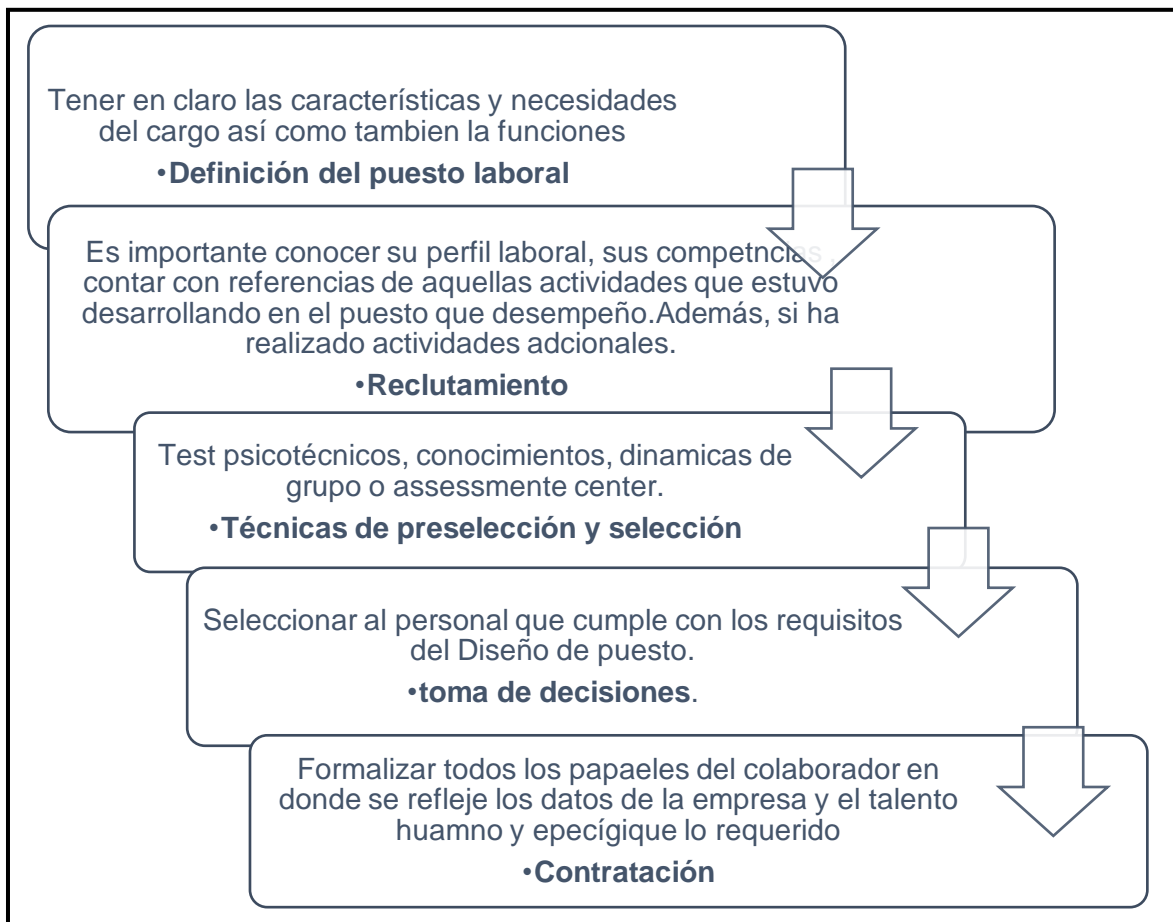 Tener en claro las características y necesidades
del cargo así como tambien la funciones
•Definición del puesto laboral
Es importante conocer su perfil laboral, sus competncias ,
contar con referencias de aquellas actividades que estuvo
desarrollando en el puesto que desempeño.Además, si ha
realizado actividades adcionales.
•Reclutamiento
Test psicotécnicos, conocimientos, dinamicas de
grupo o assessmente center.
•Técnicas de preselección y selección
Seleccionar al personal que cumple con los requisitos
del Diseño de puesto.
•toma de decisiones.
Formalizar todos los papaeles del colaborador en
donde se refleje los datos de la empresa y el talento
huamno y epecígique lo requerido
•Contratación